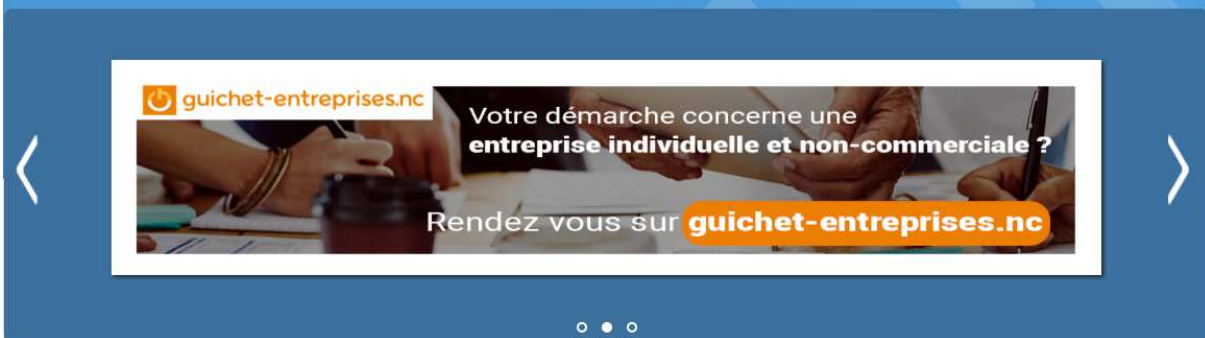 guichet-entreprises.nc
Votre démarche concerne une
entreprise individuelle et non-commerciale ?
Rendez vous sur guichet-entreprises.nc